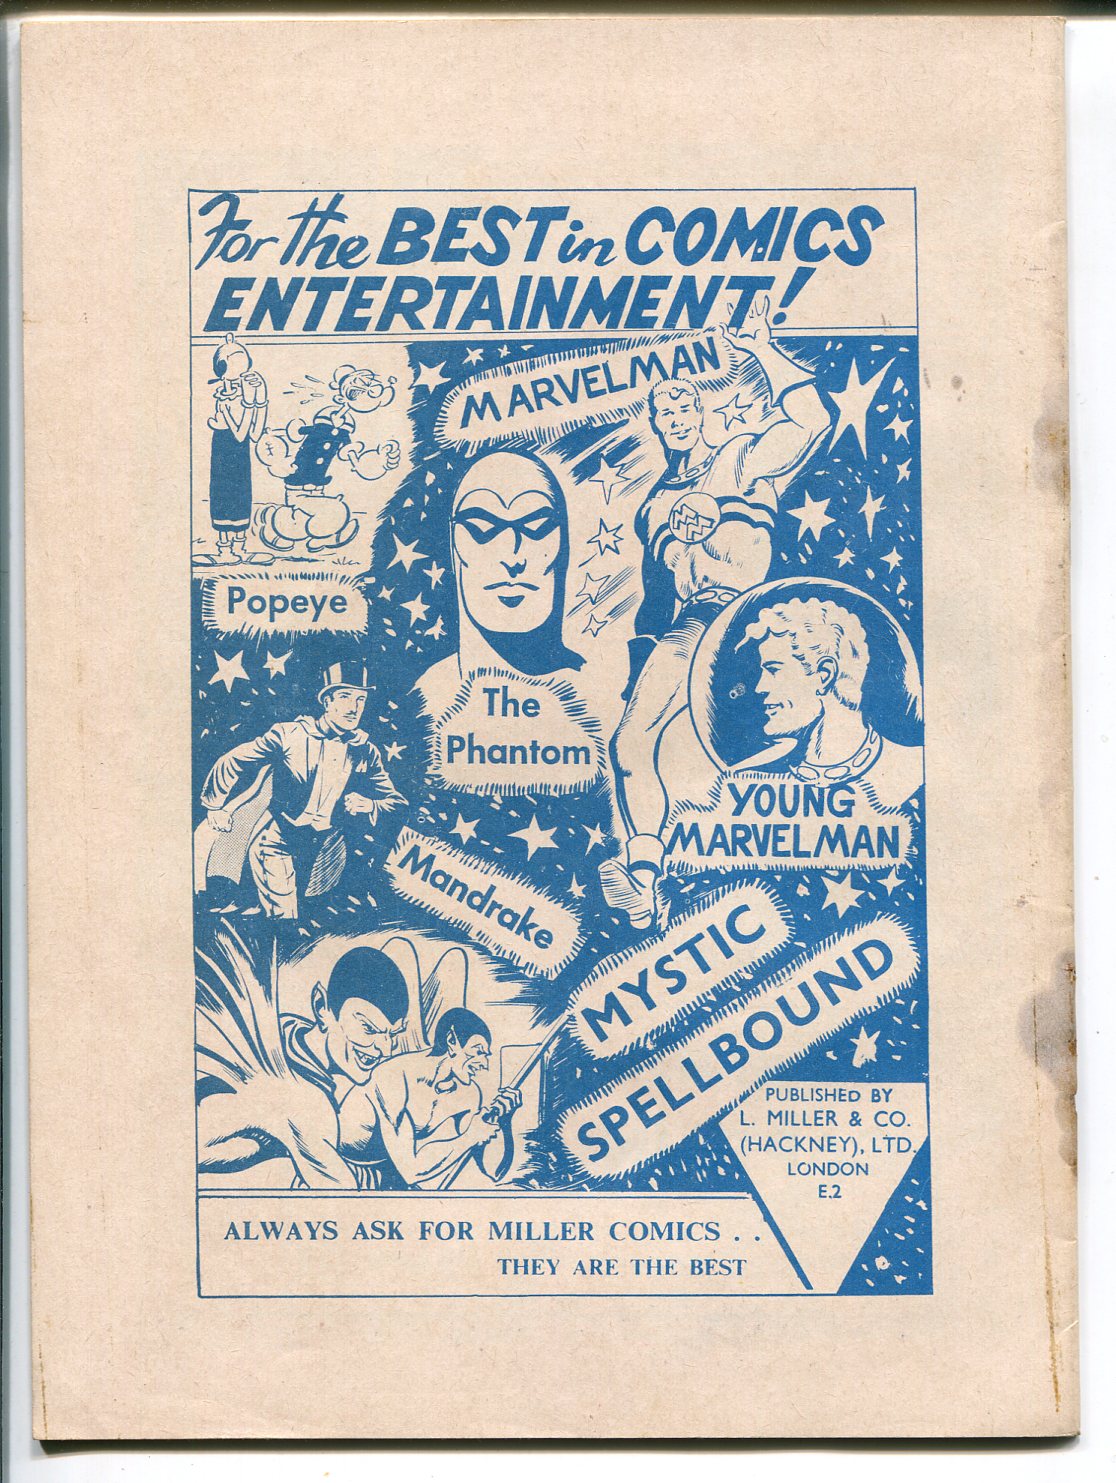 For the BEST in COMICS
ENTERTAINMENT!
MARVELMAN
MM
Popeye
The
Phantom
YOUNG
MARVELMAN
Mandrake
MYSTIC
SPELLBOUND
PUBLISHED BY
L. MILLER & CO.
(HACKNEY), LTD.
LONDON
E.2
ALWAYS ASK FOR MILLER COMICS . .
THEY ARE THE BEST